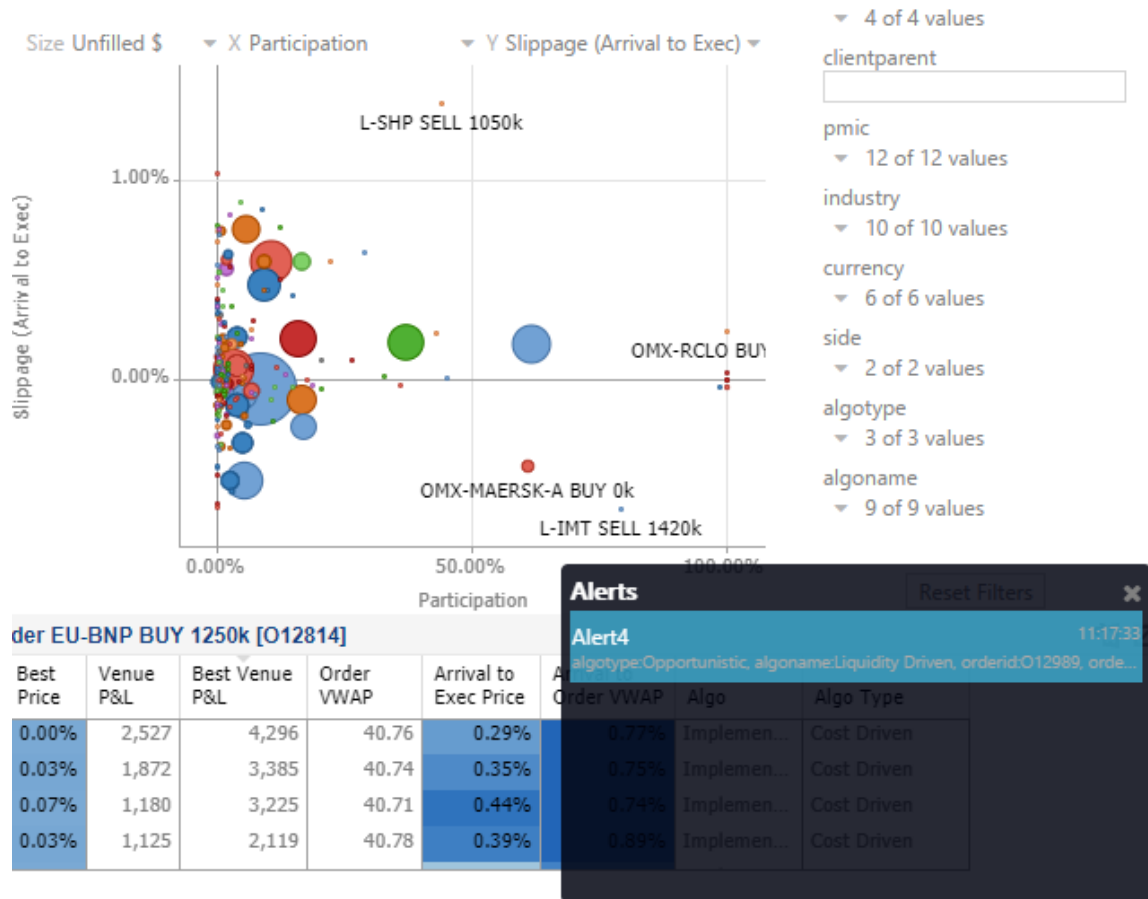 4 of 4 values
Size Unfilled $ X Participation Y Slippage (Arrival to Exec)
clientparent
L-SHP SELL 1050k
pmic
12 of 12 values
1.00%
industry
10 of 10 values
Slippage (Arrival to Exec)
currency
6 of 6 values
side
OMX-RCLO BUY
2 of 2 values
0.00%
algotype
3 of 3 values
algoname
OMX-MAERSK-A BUY 0k
9 of 9 values
L-IMT SELL 1420k
0.00% 50.00% 100.00%
Participation
Reset Filters
Alerts
Alert4 11:17:33
algotype:Opportunistic, algoname:Liquidity Driven, orderid:O12989, orde...
der EU-BNP BUY 1250k [O12814]
Best Price Venue P&L Best Venue P&L Order VWAP Arrival to Exec Price Arrival to Order VWAP Algo Algo Type
0.00% 2,527 4,296 40.76 0.29% 0.77% Implemen... Cost Driven
0.03% 1,872 3,385 40.74 0.35% 0.75% Implemen... Cost Driven
0.07% 1,180 3,225 40.71 0.44% 0.74% Implemen... Cost Driven
0.03% 1,125 2,119 40.78 0.39% 0.89% Implemen... Cost Driven